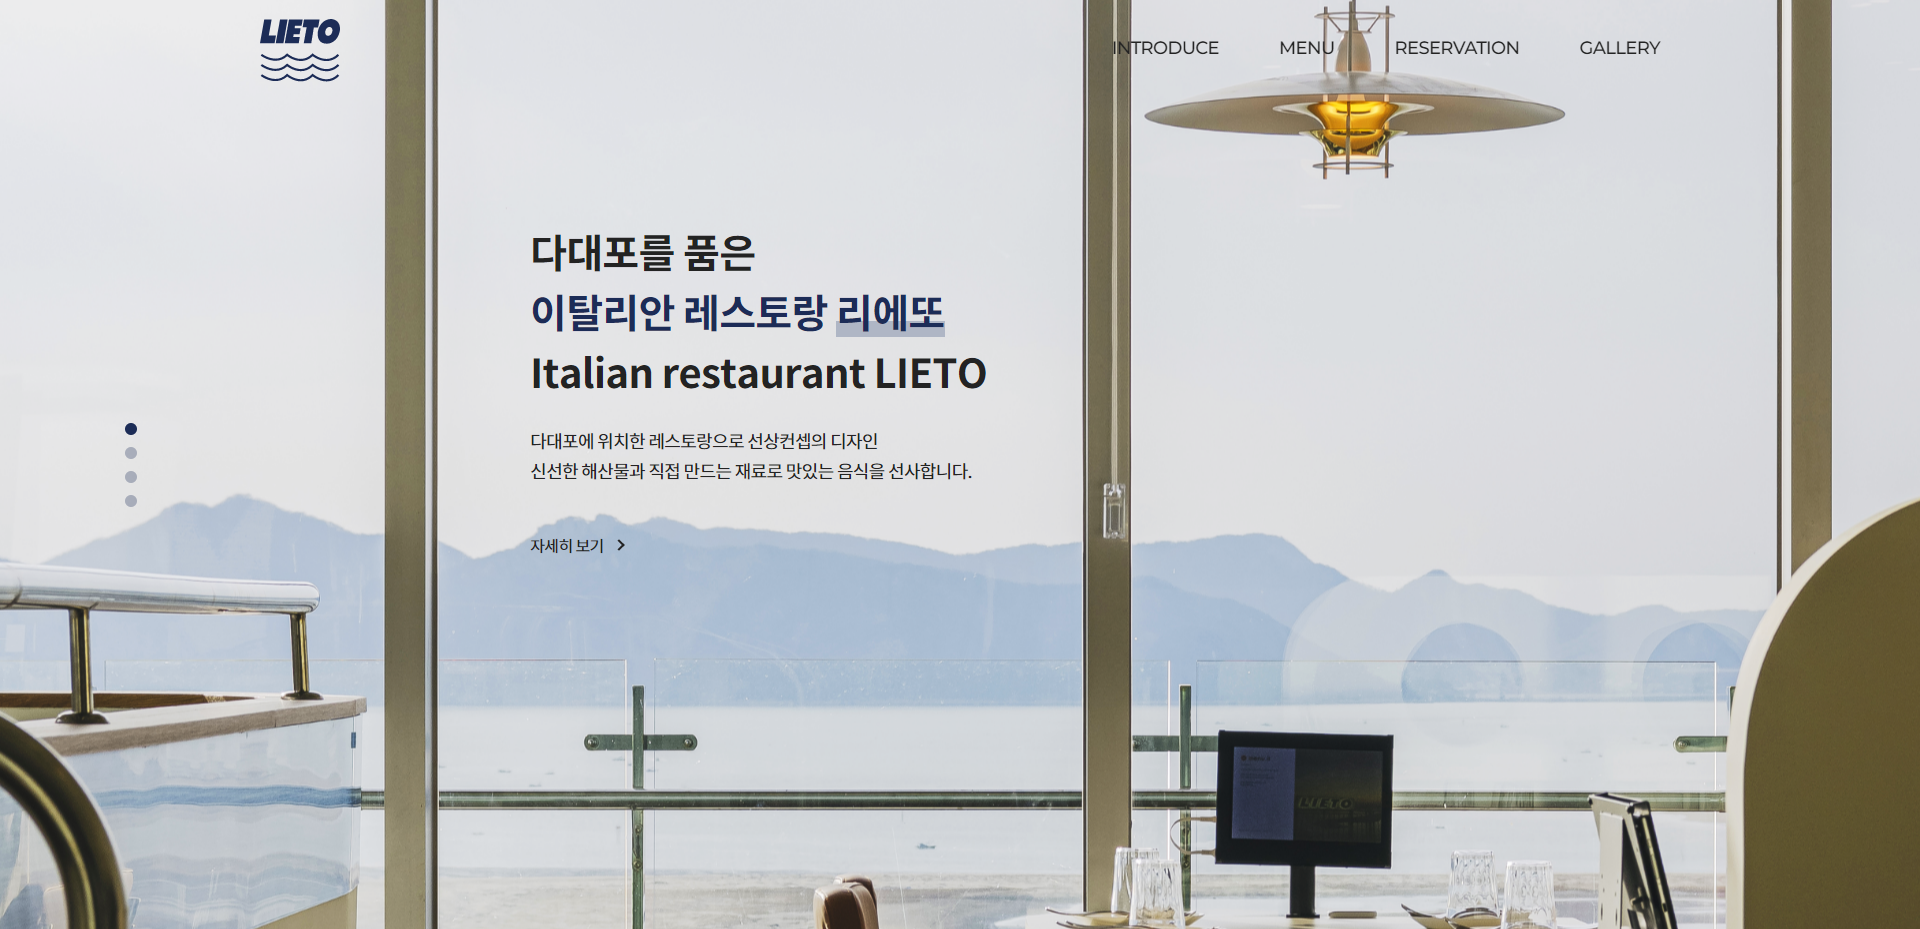 LIETO
INTRODUCE
MENU
RESERVATION
GALLERY
다대포를 품은
이탈리안 레스토랑 리에또
Italian restaurant LIETO
다대포에 위치한 레스토랑으로 선상컨셉의 디자인
신선한 해산물과 직접 만드는 재료로 맛있는 음식을 선사합니다.
자세히 보기
LIETO